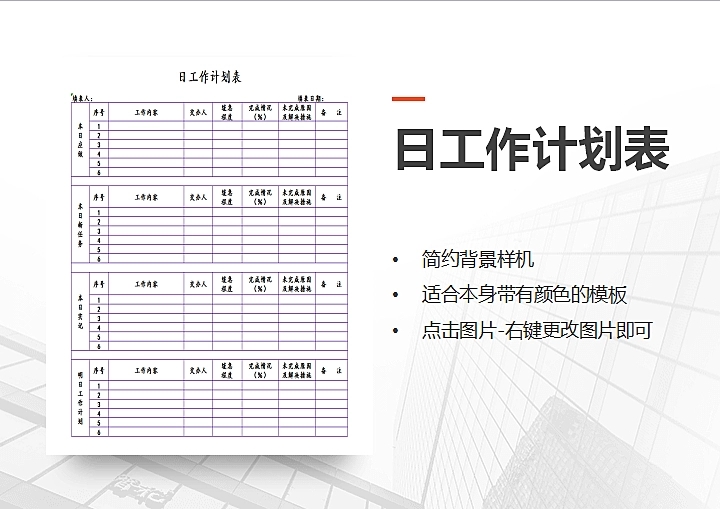 日工作计划表
填表人：
填表日期：
本日应做
序号 工作内容 交办人 缓急程度 完成情况（%） 未完成原因及解决措施 备 注
1
2
3
4
5
6
本日新任务
序号 工作内容 交办人 缓急程度 完成情况（%） 未完成原因及解决措施 备 注
1
2
3
4
5
6
本日实记
序号 工作内容 交办人 缓急程度 完成情况（%） 未完成原因及解决措施 备 注
1
2
3
4
5
6
明日工作计划
序号 工作内容 交办人 缓急程度 完成情况（%） 未完成原因及解决措施 备 注
1
2
3
4
5
6
日工作计划表
• 简约背景样机
• 适合本身带有颜色的模板
• 点击图片-右键更改图片即可